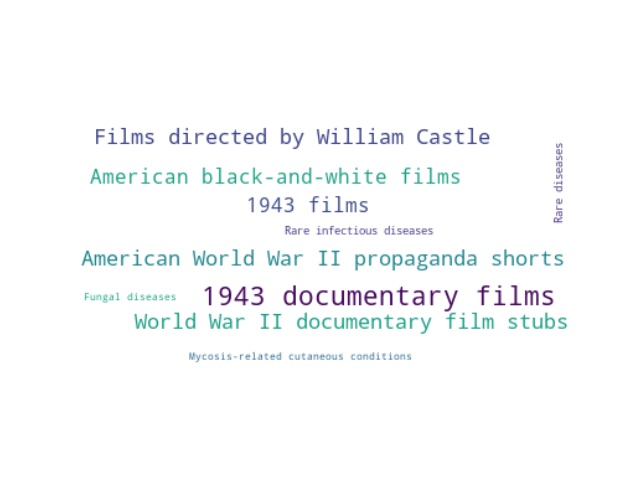 Films directed by William Castle
Rare diseases
American black-and-white films
1943 films
Rare infectious diseases
American World War II propaganda shorts
Fungal diseases
1943 documentary films
World War II documentary film stubs
Mycosis-related cutaneous conditions